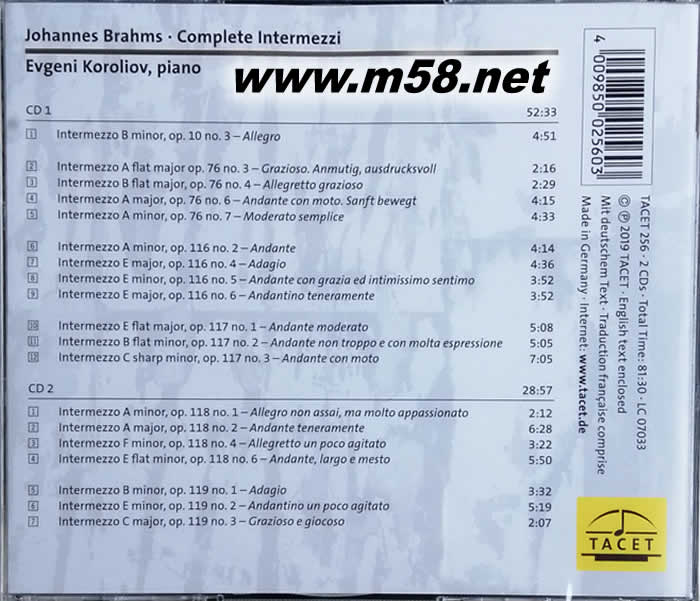 Johannes Brahms · Complete Intermezzi
Evgeni Koroliov, piano
www.m58.net
CD 1 52:33
1 Intermezzo B minor, op. 10 no. 3 – Allegro 4:51
2 Intermezzo A flat major op. 76 no. 3 – Grazioso. Anmutig, ausdrucksvoll 2:16
3 Intermezzo B flat major, op. 76 no. 4 – Allegretto grazioso 2:29
4 Intermezzo A major, op. 76 no. 6 – Andante con moto. Sanft bewegt 4:15
5 Intermezzo A minor, op. 76 no. 7 – Moderato semplice 4:33
6 Intermezzo A minor, op. 116 no. 2 – Andante 4:14
7 Intermezzo E major, op. 116 no. 4 – Adagio 4:36
8 Intermezzo E minor, op. 116 no. 5 – Andante con grazia ed intimissimo sentimo 3:52
9 Intermezzo E major, op. 116 no. 6 – Andantino teneramente 3:52
10 Intermezzo E flat major, op. 117 no. 1 – Andante moderato 5:08
11 Intermezzo B flat minor, op. 117 no. 2 – Andante non troppo e con molta espressione 5:05
12 Intermezzo C sharp minor, op. 117 no. 3 – Andante con moto 7:05
CD 2 28:57
1 Intermezzo A minor, op. 118 no. 1 – Allegro non assai, ma molto appassionato 2:12
2 Intermezzo A major, op. 118 no. 2 – Andante teneramente 6:28
3 Intermezzo F minor, op. 118 no. 4 – Allegretto un poco agitato 3:22
4 Intermezzo E flat minor, op. 118 no. 6 – Andante, largo e mesto 5:50
5 Intermezzo B minor, op. 119 no. 1 – Adagio 3:32
6 Intermezzo E minor, op. 119 no. 2 – Andantino un poco agitato 5:19
7 Intermezzo C major, op. 119 no. 3 – Grazioso e giocoso 2:07
4 009850 025603
TACET 256 · 2 CDs · Total Time: 81:30 · LC 07033
© ℗ 2019 TACET · English text enclosed
Mit deutschem Text · Traduction française comprise
Made in Germany · Internet: www.tacet.de
TACET